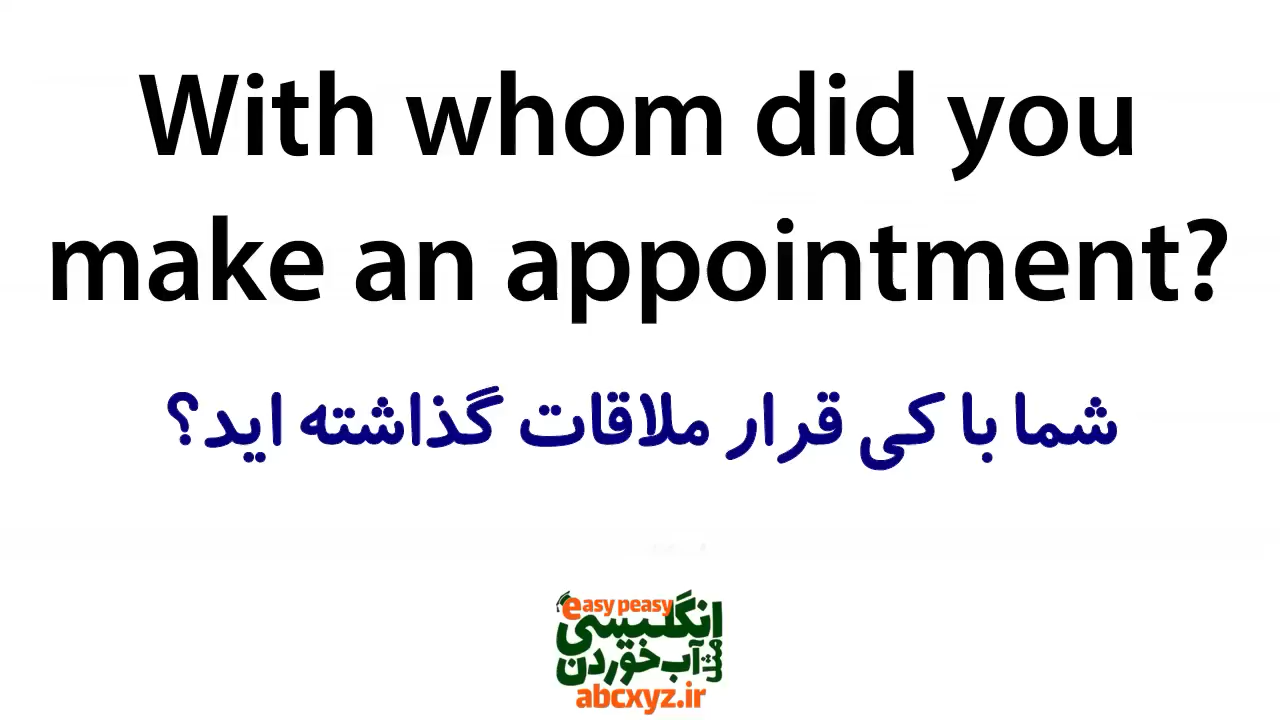 With whom did you
make an appointment?
شما با کی قرار ملاقات گذاشته اید؟
easy peasy
انگلیسی
مثل آب خوردن
abcxyz.ir